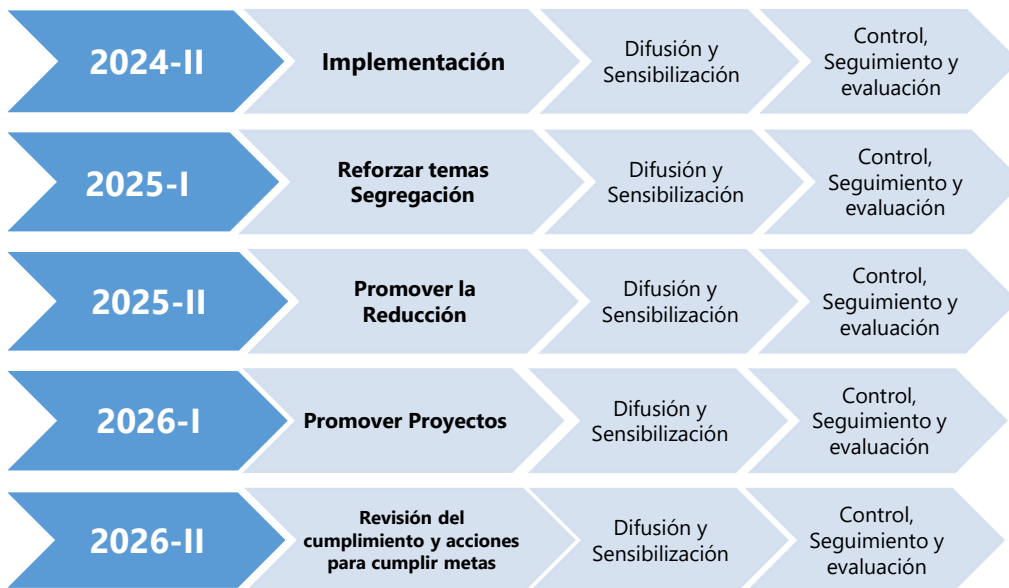 2024-II
Implementación
Difusión y
Sensibilización
Control,
Seguimiento y
evaluación
2025-I
Reforzar temas
Segregación
Difusión y
Sensibilización
Control,
Seguimiento y
evaluación
2025-II
Promover la
Reducción
Difusión y
Sensibilización
Control,
Seguimiento y
evaluación
2026-I
Promover Proyectos
Difusión y
Sensibilización
Control,
Seguimiento y
evaluación
2026-II
Revisión del
cumplimiento y acciones
para cumplir metas
Difusión y
Sensibilización
Control,
Seguimiento y
evaluación